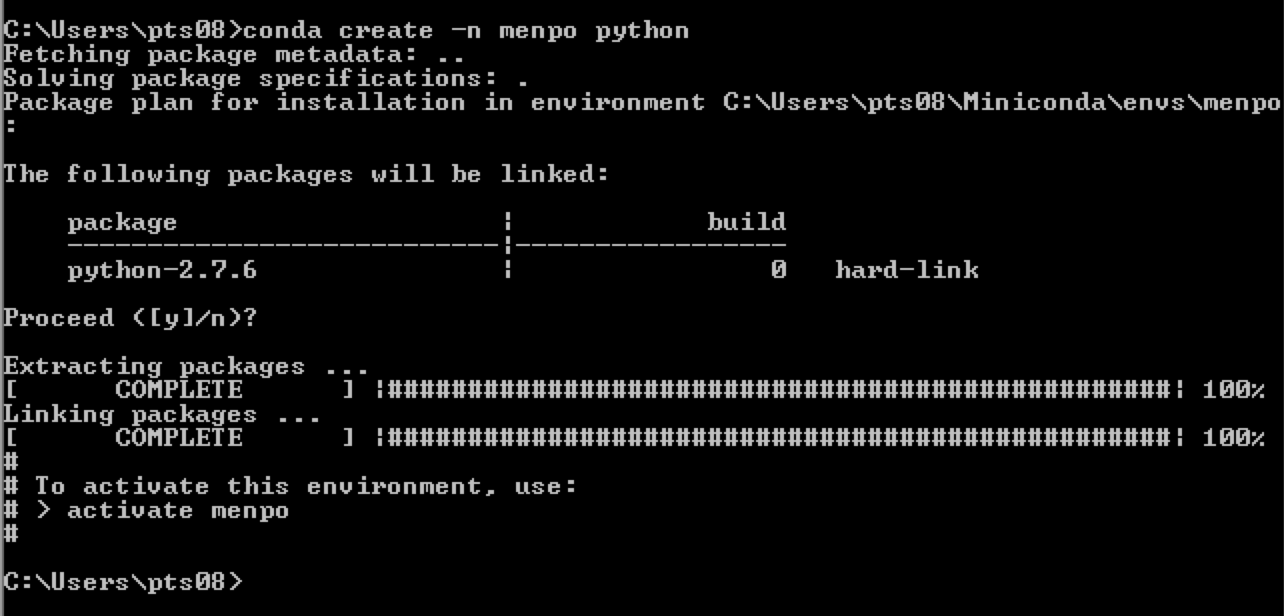 C:\Users\pts08>conda create -n menpo python
Fetching package metadata: ..
Solving package specifications: .
Package plan for installation in environment C:\Users\pts08\Miniconda\envs\menpo
:
The following packages will be linked:
    package                    |            build
    ---------------------------|-----------------
    python-2.7.6               |                0   hard-link
Proceed ([y]/n)?
Extracting packages ...
[      COMPLETE      ] |#################################################| 100%
Linking packages ...
[      COMPLETE      ] |#################################################| 100%
#
# To activate this environment, use:
# > activate menpo
#
C:\Users\pts08>